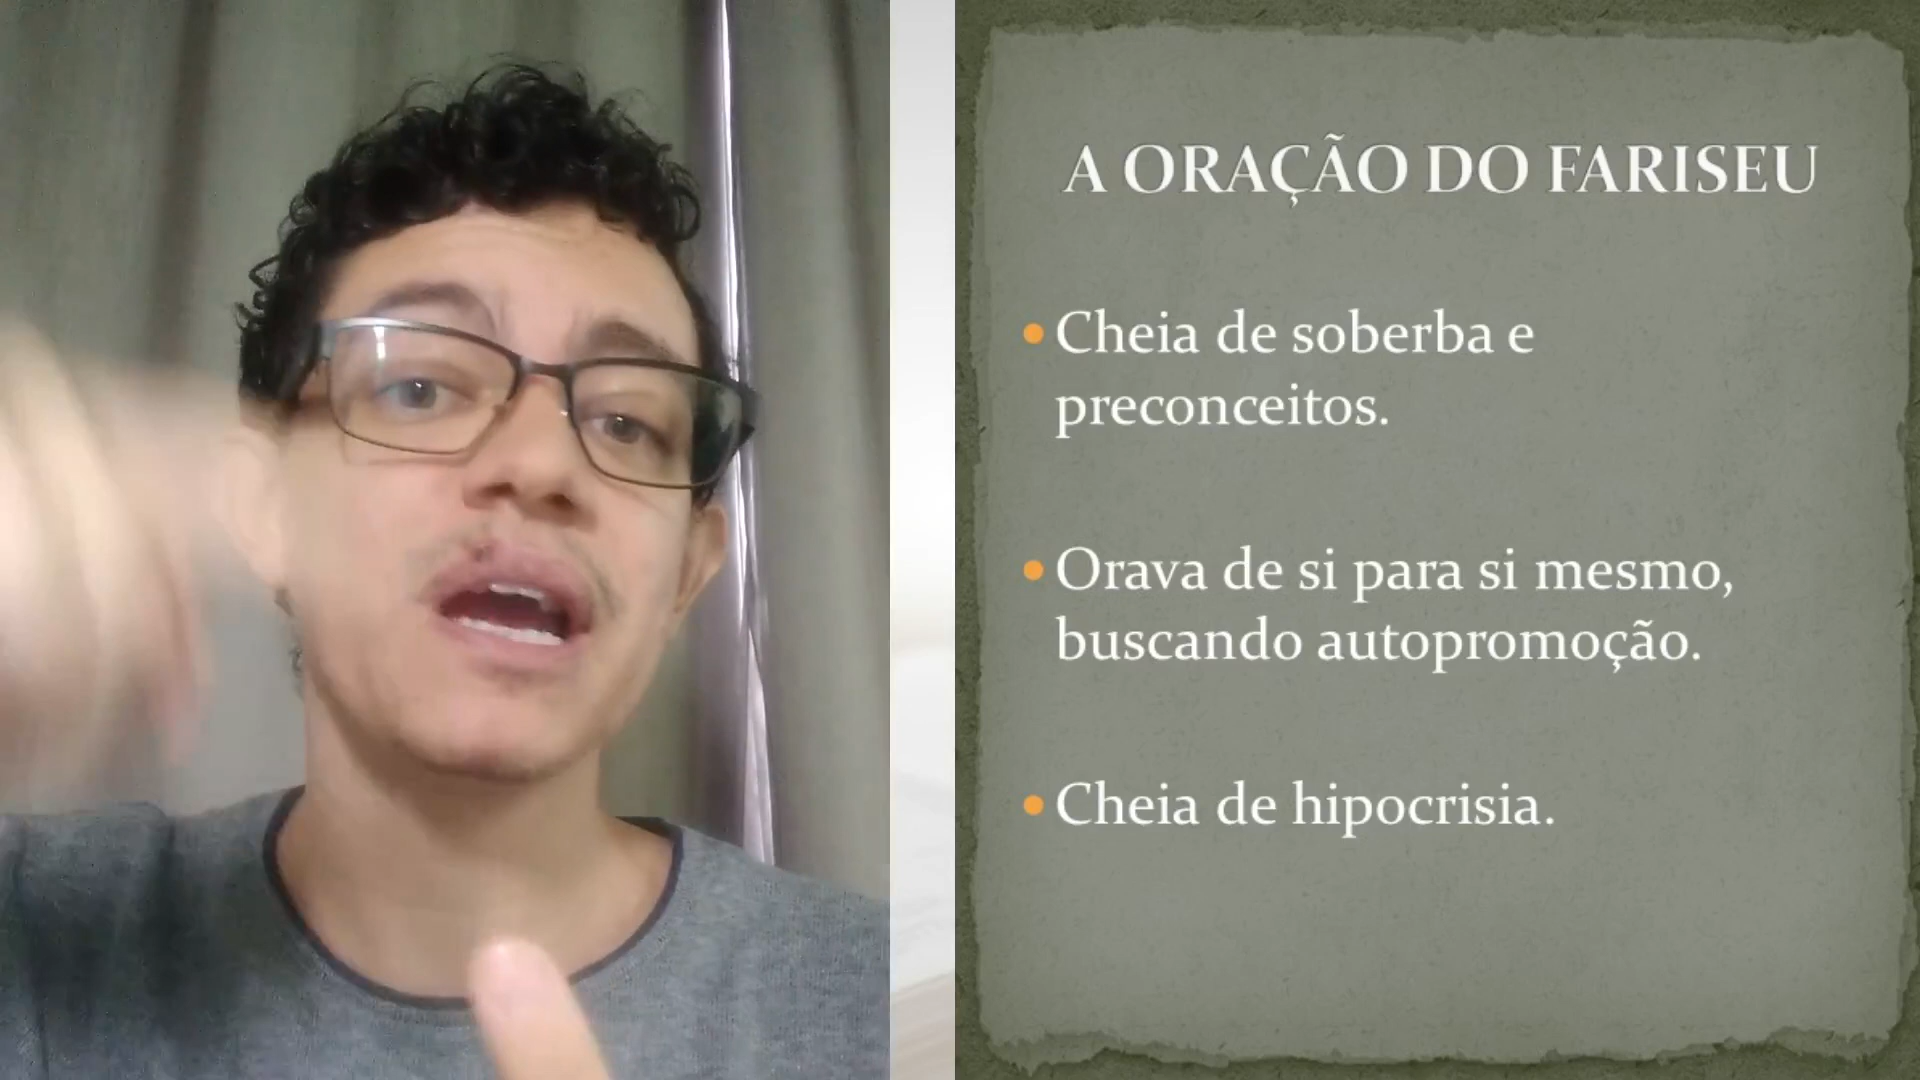 A ORAÇÃO DO FARISEU
• Cheia de soberba e
preconceitos.
• Orava de si para si mesmo,
buscando autopromoção.
• Cheia de hipocrisia.